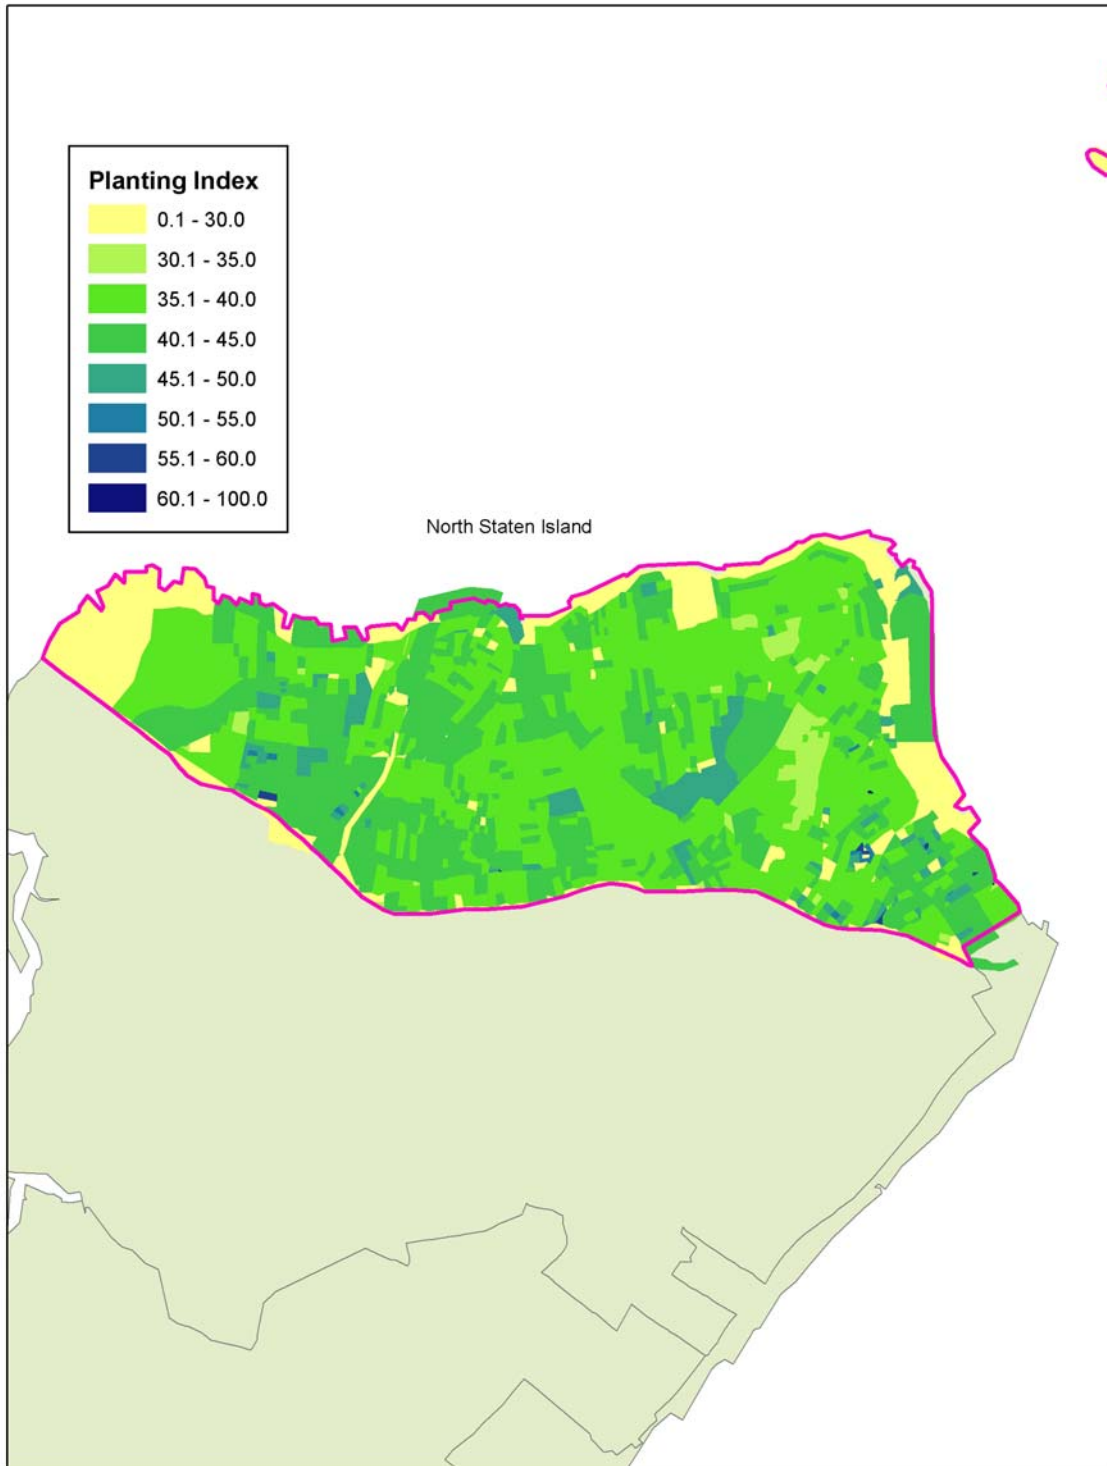 Planting Index
0.1 - 30.0
30.1 - 35.0
35.1 - 40.0
40.1 - 45.0
45.1 - 50.0
50.1 - 55.0
55.1 - 60.0
60.1 - 100.0
North Staten Island